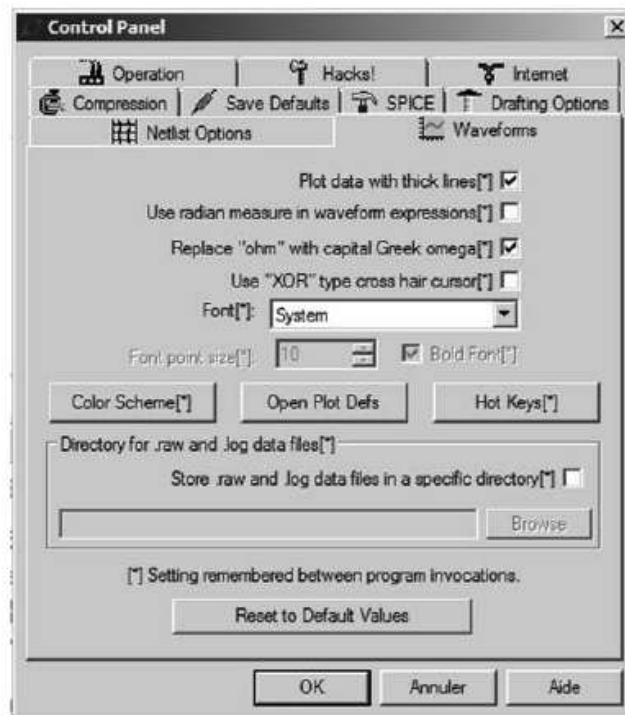 Control Panel
Operation Hacks! Internet
Compression Save Defaults SPICE Drafting Options
Netlist Options Waveforms
Plot data with thick lines[*]
Use radian measure in waveform expressions[*]
Replace "ohm" with capital Greek omega[*]
Use "XOR" type cross hair cursor[*]
Font[*]: System
Font point size[*]: 10 Bold Font[*]
Color Scheme[*] Open Plot Defs Hot Keys[*]
Directory for .raw and .log data files[*]
Store .raw and .log data files in a specific directory[*]
Browse
[*] Setting remembered between program invocations.
Reset to Default Values
OK Annuler Aide